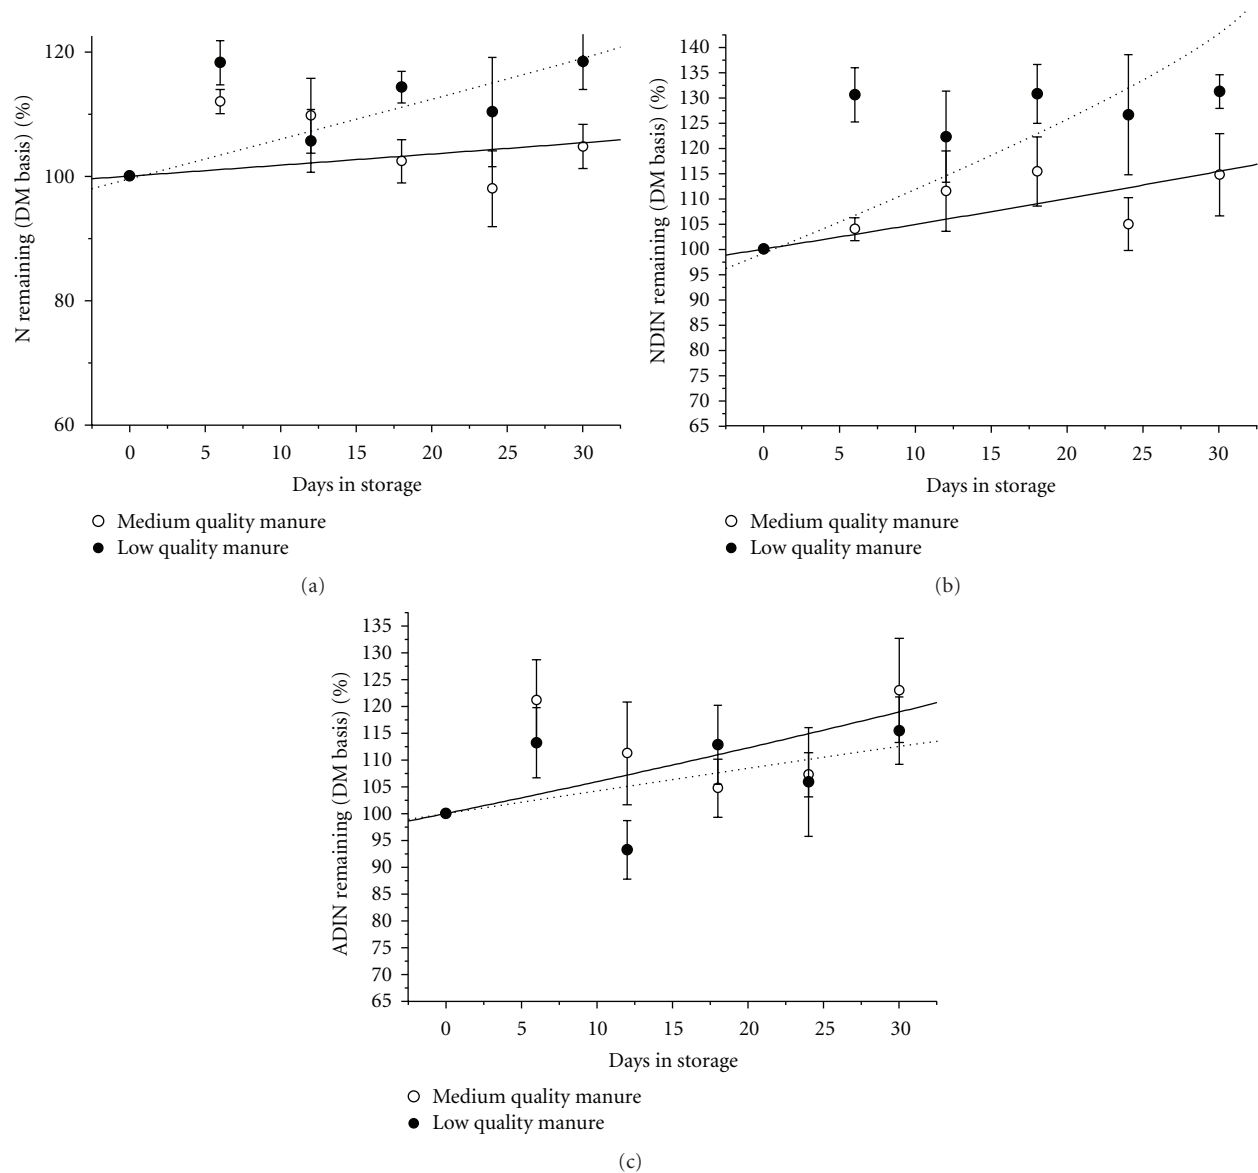 N remaining (DM basis) (%)
120
100
80
60
0 5 10 15 20 25 30
Days in storage
Medium quality manure
Low quality manure
(a)
NDIN remaining (DM basis) (%)
140
135
130
125
120
115
110
105
100
95
90
85
80
75
70
65
0 5 10 15 20 25 30
Days in storage
Medium quality manure
Low quality manure
(b)
ADIN remaining (DM basis) (%)
135
130
125
120
115
110
105
100
95
90
85
80
75
70
65
0 5 10 15 20 25 30
Days in storage
Medium quality manure
Low quality manure
(c)